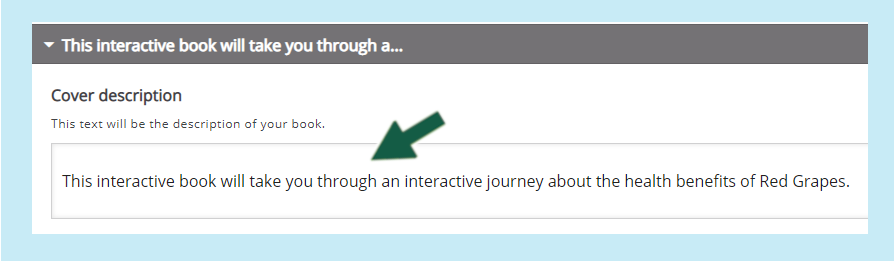 This interactive book will take you through a...
Cover description
This text will be the description of your book.
This interactive book will take you through an interactive journey about the health benefits of Red Grapes.